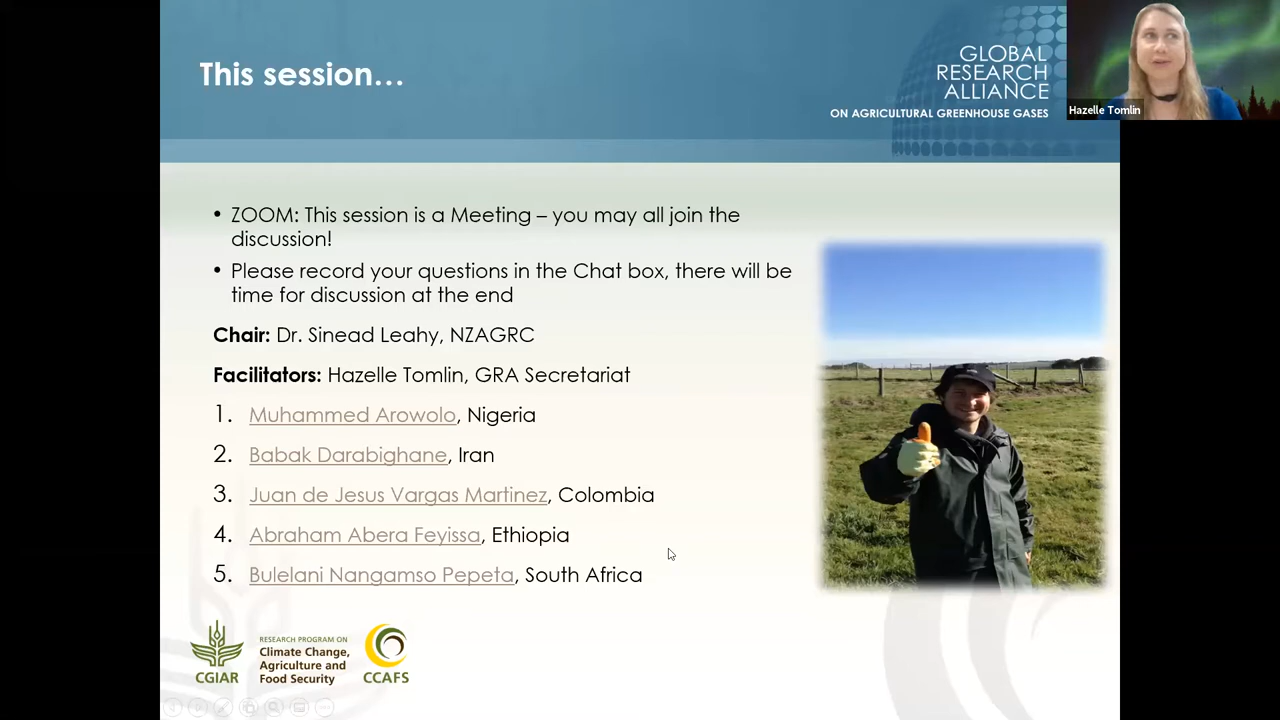 This session…
GLOBAL
RESEARCH
ALLIANCE
ON AGRICULTURAL GREENHOUSE GASES
Hazelle Tomlin
• ZOOM: This session is a Meeting – you may all join the
discussion!
• Please record your questions in the Chat box, there will be
time for discussion at the end
Chair: Dr. Sinead Leahy, NZAGRC
Facilitators: Hazelle Tomlin, GRA Secretariat
1. Muhammed Arowolo, Nigeria
2. Babak Darabighane, Iran
3. Juan de Jesus Vargas Martinez, Colombia
4. Abraham Abera Feyissa, Ethiopia
5. Bulelani Nangamso Pepeta, South Africa
CGIAR
RESEARCH PROGRAM ON
Climate Change,
Agriculture and
Food Security
CCAFS